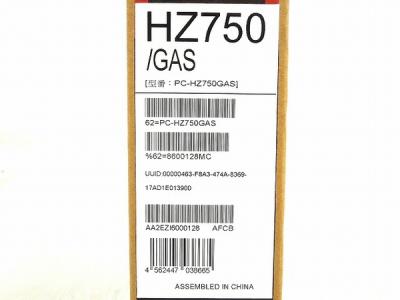 HZ750
/GAS
[型番：PC-HZ750GAS]
62=PC-HZ750GAS
%62=8600128MC
UUID:00000463-F8A3-474A-8369-
17AD1E013900
AA2EZI6000128 AFCB
4 562447 038665
ASSEMBLED IN CHINA